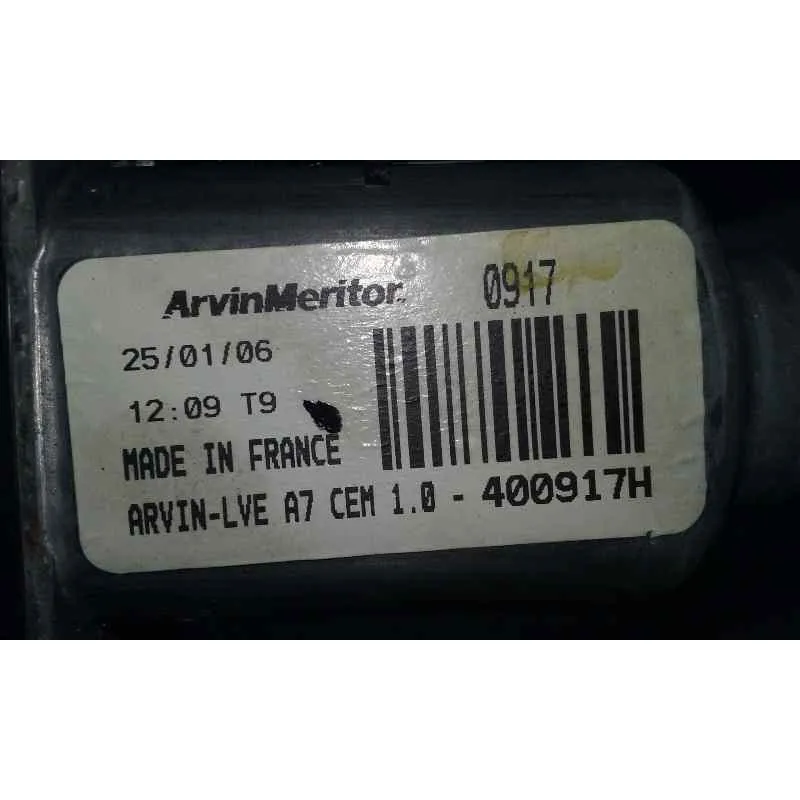 ArvinMeritor. 0917
25/01/06
12:09 T9
MADE IN FRANCE
ARVIN-LVE A7 CEM 1.0 - 400917H